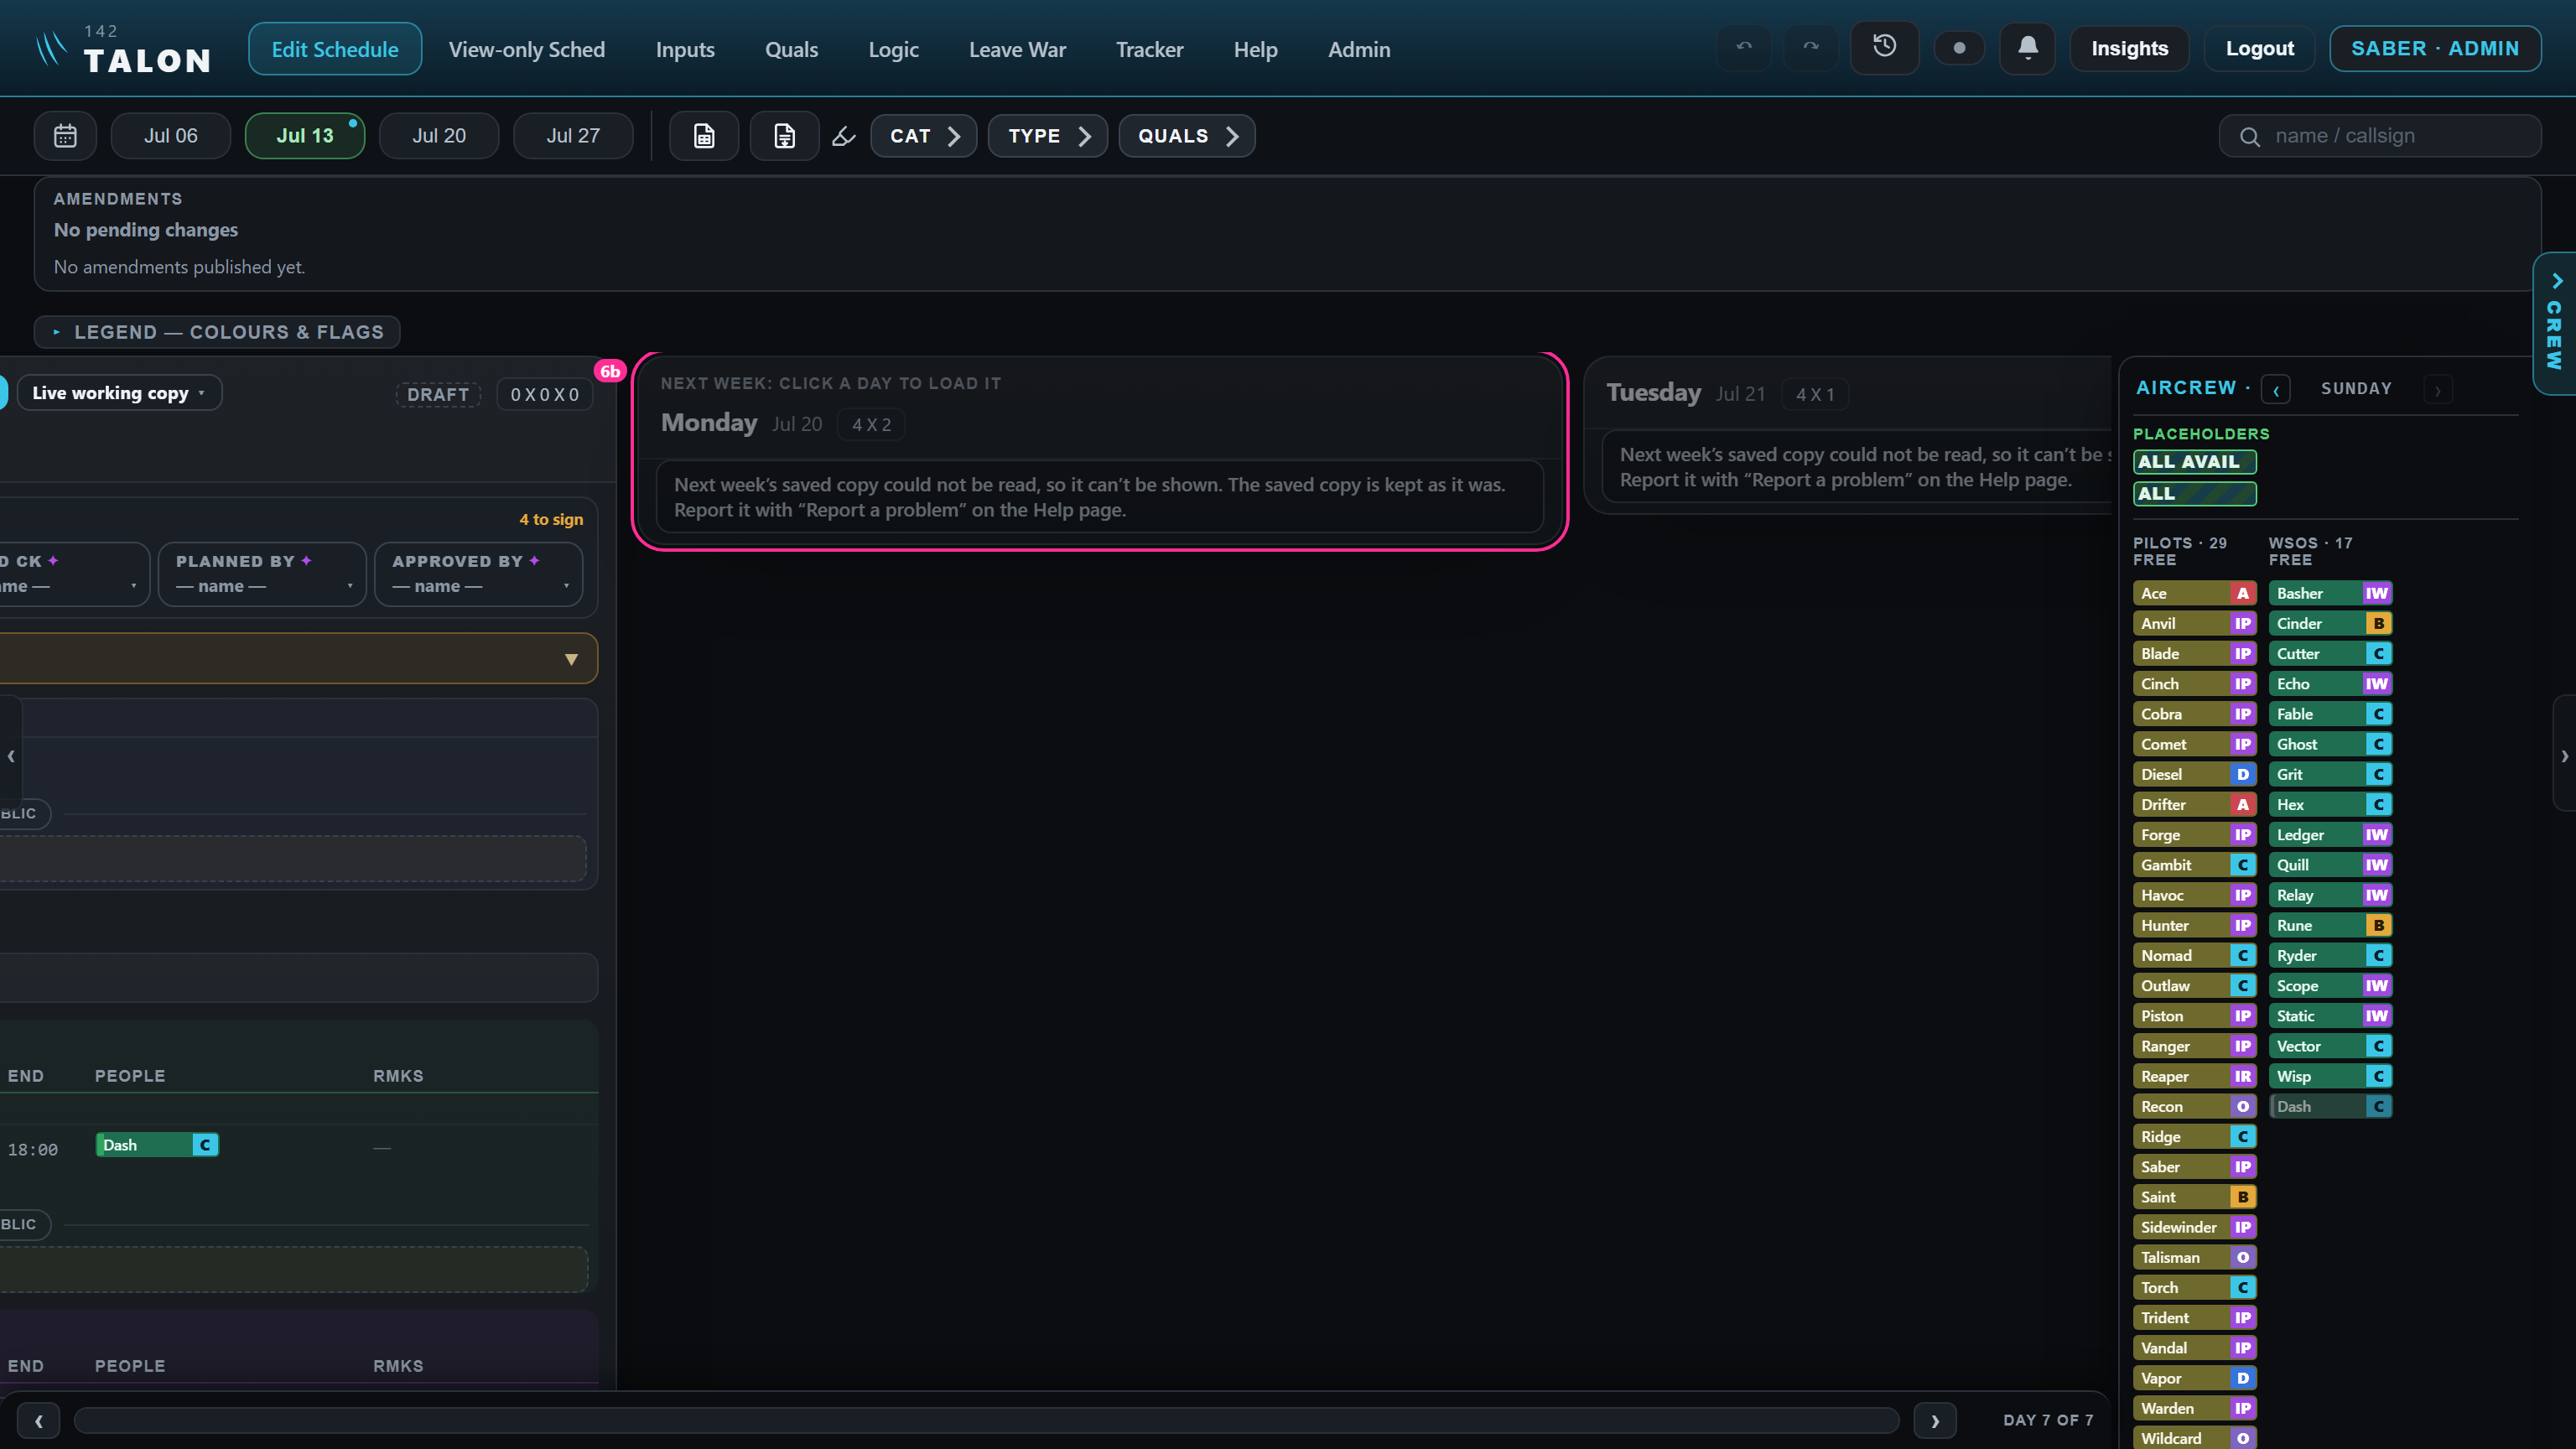 142
TALON
Edit Schedule
View-only Sched
Inputs
Quals
Logic
Leave War
Tracker
Help
Admin
Insights
Logout
SABER · ADMIN
Jul 06
Jul 13
Jul 20
Jul 27
CAT
TYPE
QUALS
name / callsign
AMENDMENTS
No pending changes
No amendments published yet.
CREW
LEGEND — COLOURS & FLAGS
Live working copy
DRAFT
0 X 0 X 0
6b
4 to sign
D CK
— name —
PLANNED BY
— name —
APPROVED BY
— name —
BLIC
END PEOPLE RMKS
18:00 Dash C —
BLIC
END PEOPLE RMKS
NEXT WEEK: CLICK A DAY TO LOAD IT
Monday Jul 20 4 X 2
Next week’s saved copy could not be read, so it can’t be shown. The saved copy is kept as it was.
Report it with “Report a problem” on the Help page.
Tuesday Jul 21 4 X 1
Next week’s saved copy could not be read, so it can’t be
Report it with “Report a problem” on the Help page.
DAY 7 OF 7
AIRCREW · SUNDAY
PLACEHOLDERS
ALL AVAIL
ALL
PILOTS · 29
FREE
Ace A
Anvil IP
Blade IP
Cinch IP
Cobra IP
Comet IP
Diesel D
Drifter A
Forge IP
Gambit C
Havoc IP
Hunter IP
Nomad C
Outlaw C
Piston IP
Ranger IP
Reaper IR
Recon O
Ridge C
Saber IP
Saint B
Sidewinder IP
Talisman O
Torch C
Trident IP
Vandal IP
Vapor D
Warden IP
Wildcard O
WSOS · 17
FREE
Basher IW
Cinder B
Cutter C
Echo IW
Fable C
Ghost C
Grit C
Hex C
Ledger IW
Quill IW
Relay IW
Rune B
Ryder C
Scope IW
Static IW
Vector C
Wisp C
Dash C